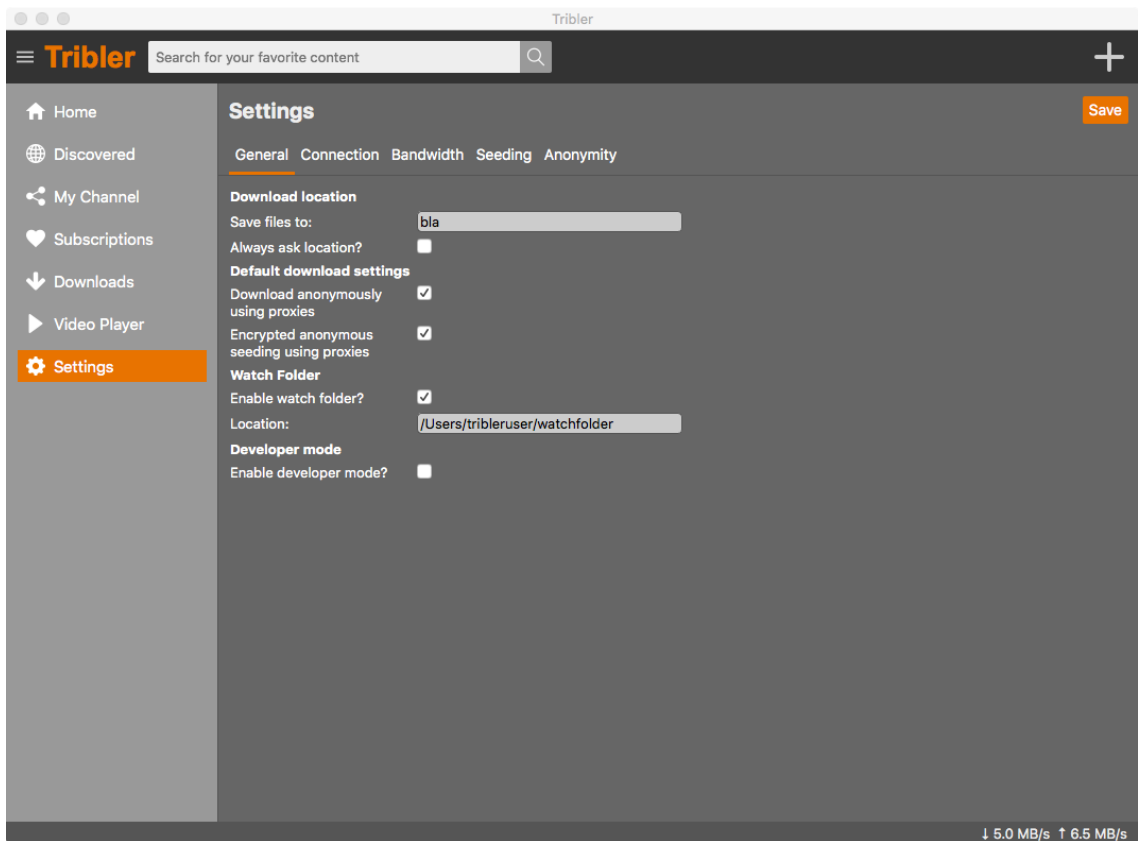 Tribler
Tribler
Search for your favorite content
Home
Discovered
My Channel
Subscriptions
Downloads
Video Player
Settings
Settings
Save
General Connection Bandwidth Seeding Anonymity
Download location
Save files to: bla
Always ask location?
Default download settings
Download anonymously
using proxies
Encrypted anonymous
seeding using proxies
Watch Folder
Enable watch folder?
Location: /Users/tribleruser/watchfolder
Developer mode
Enable developer mode?
↓ 5.0 MB/s ↑ 6.5 MB/s